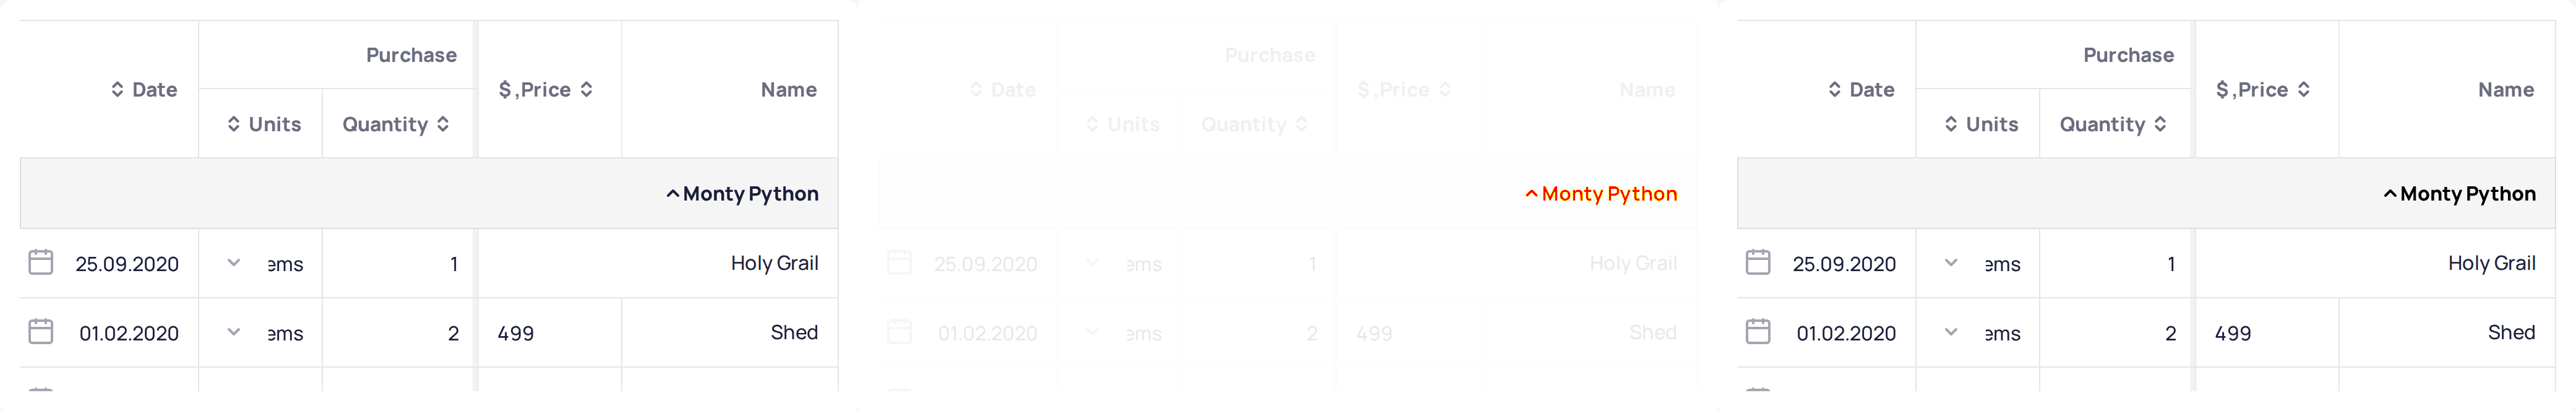 Purchase
Date $ ,Price Name
Units Quantity
Monty Python
25.09.2020 ems 1 Holy Grail
01.02.2020 ems 2 499 Shed
Purchase
Date $ ,Price Name
Units Quantity
Monty Python
25.09.2020 ems 1 Holy Grail
01.02.2020 ems 2 499 Shed
Purchase
Date $ ,Price Name
Units Quantity
Monty Python
25.09.2020 ems 1 Holy Grail
01.02.2020 ems 2 499 Shed